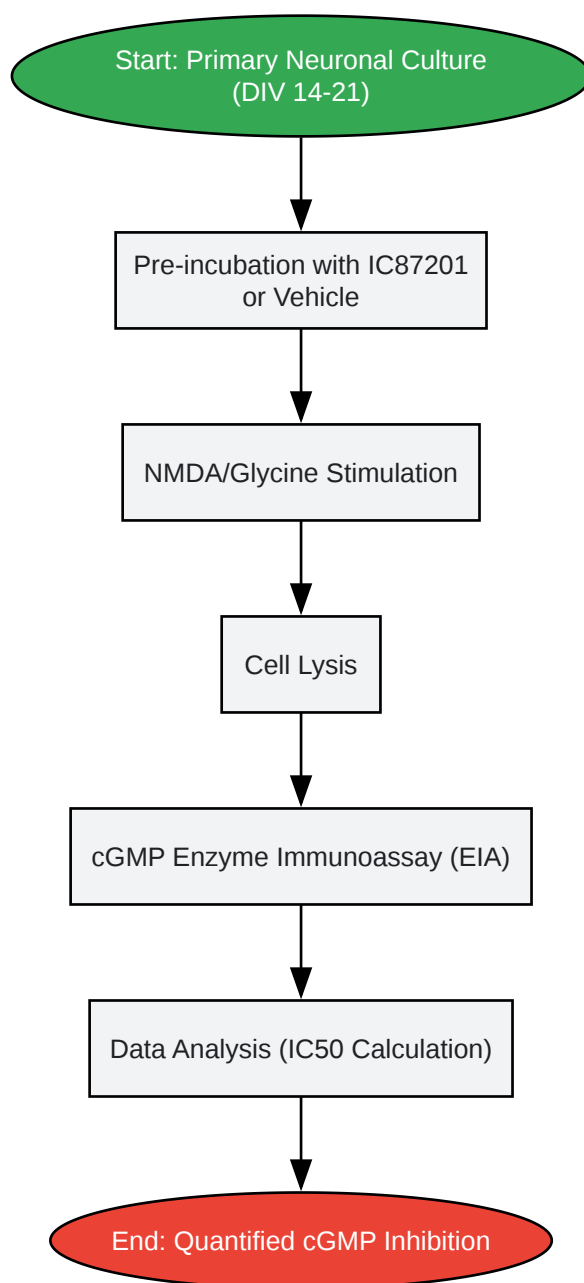 Start: Primary Neuronal Culture
(DIV 14-21)
Pre-incubation with IC87201
or Vehicle
NMDA/Glycine Stimulation
Cell Lysis
cGMP Enzyme Immunoassay (EIA)
Data Analysis (IC50 Calculation)
End: Quantified cGMP Inhibition